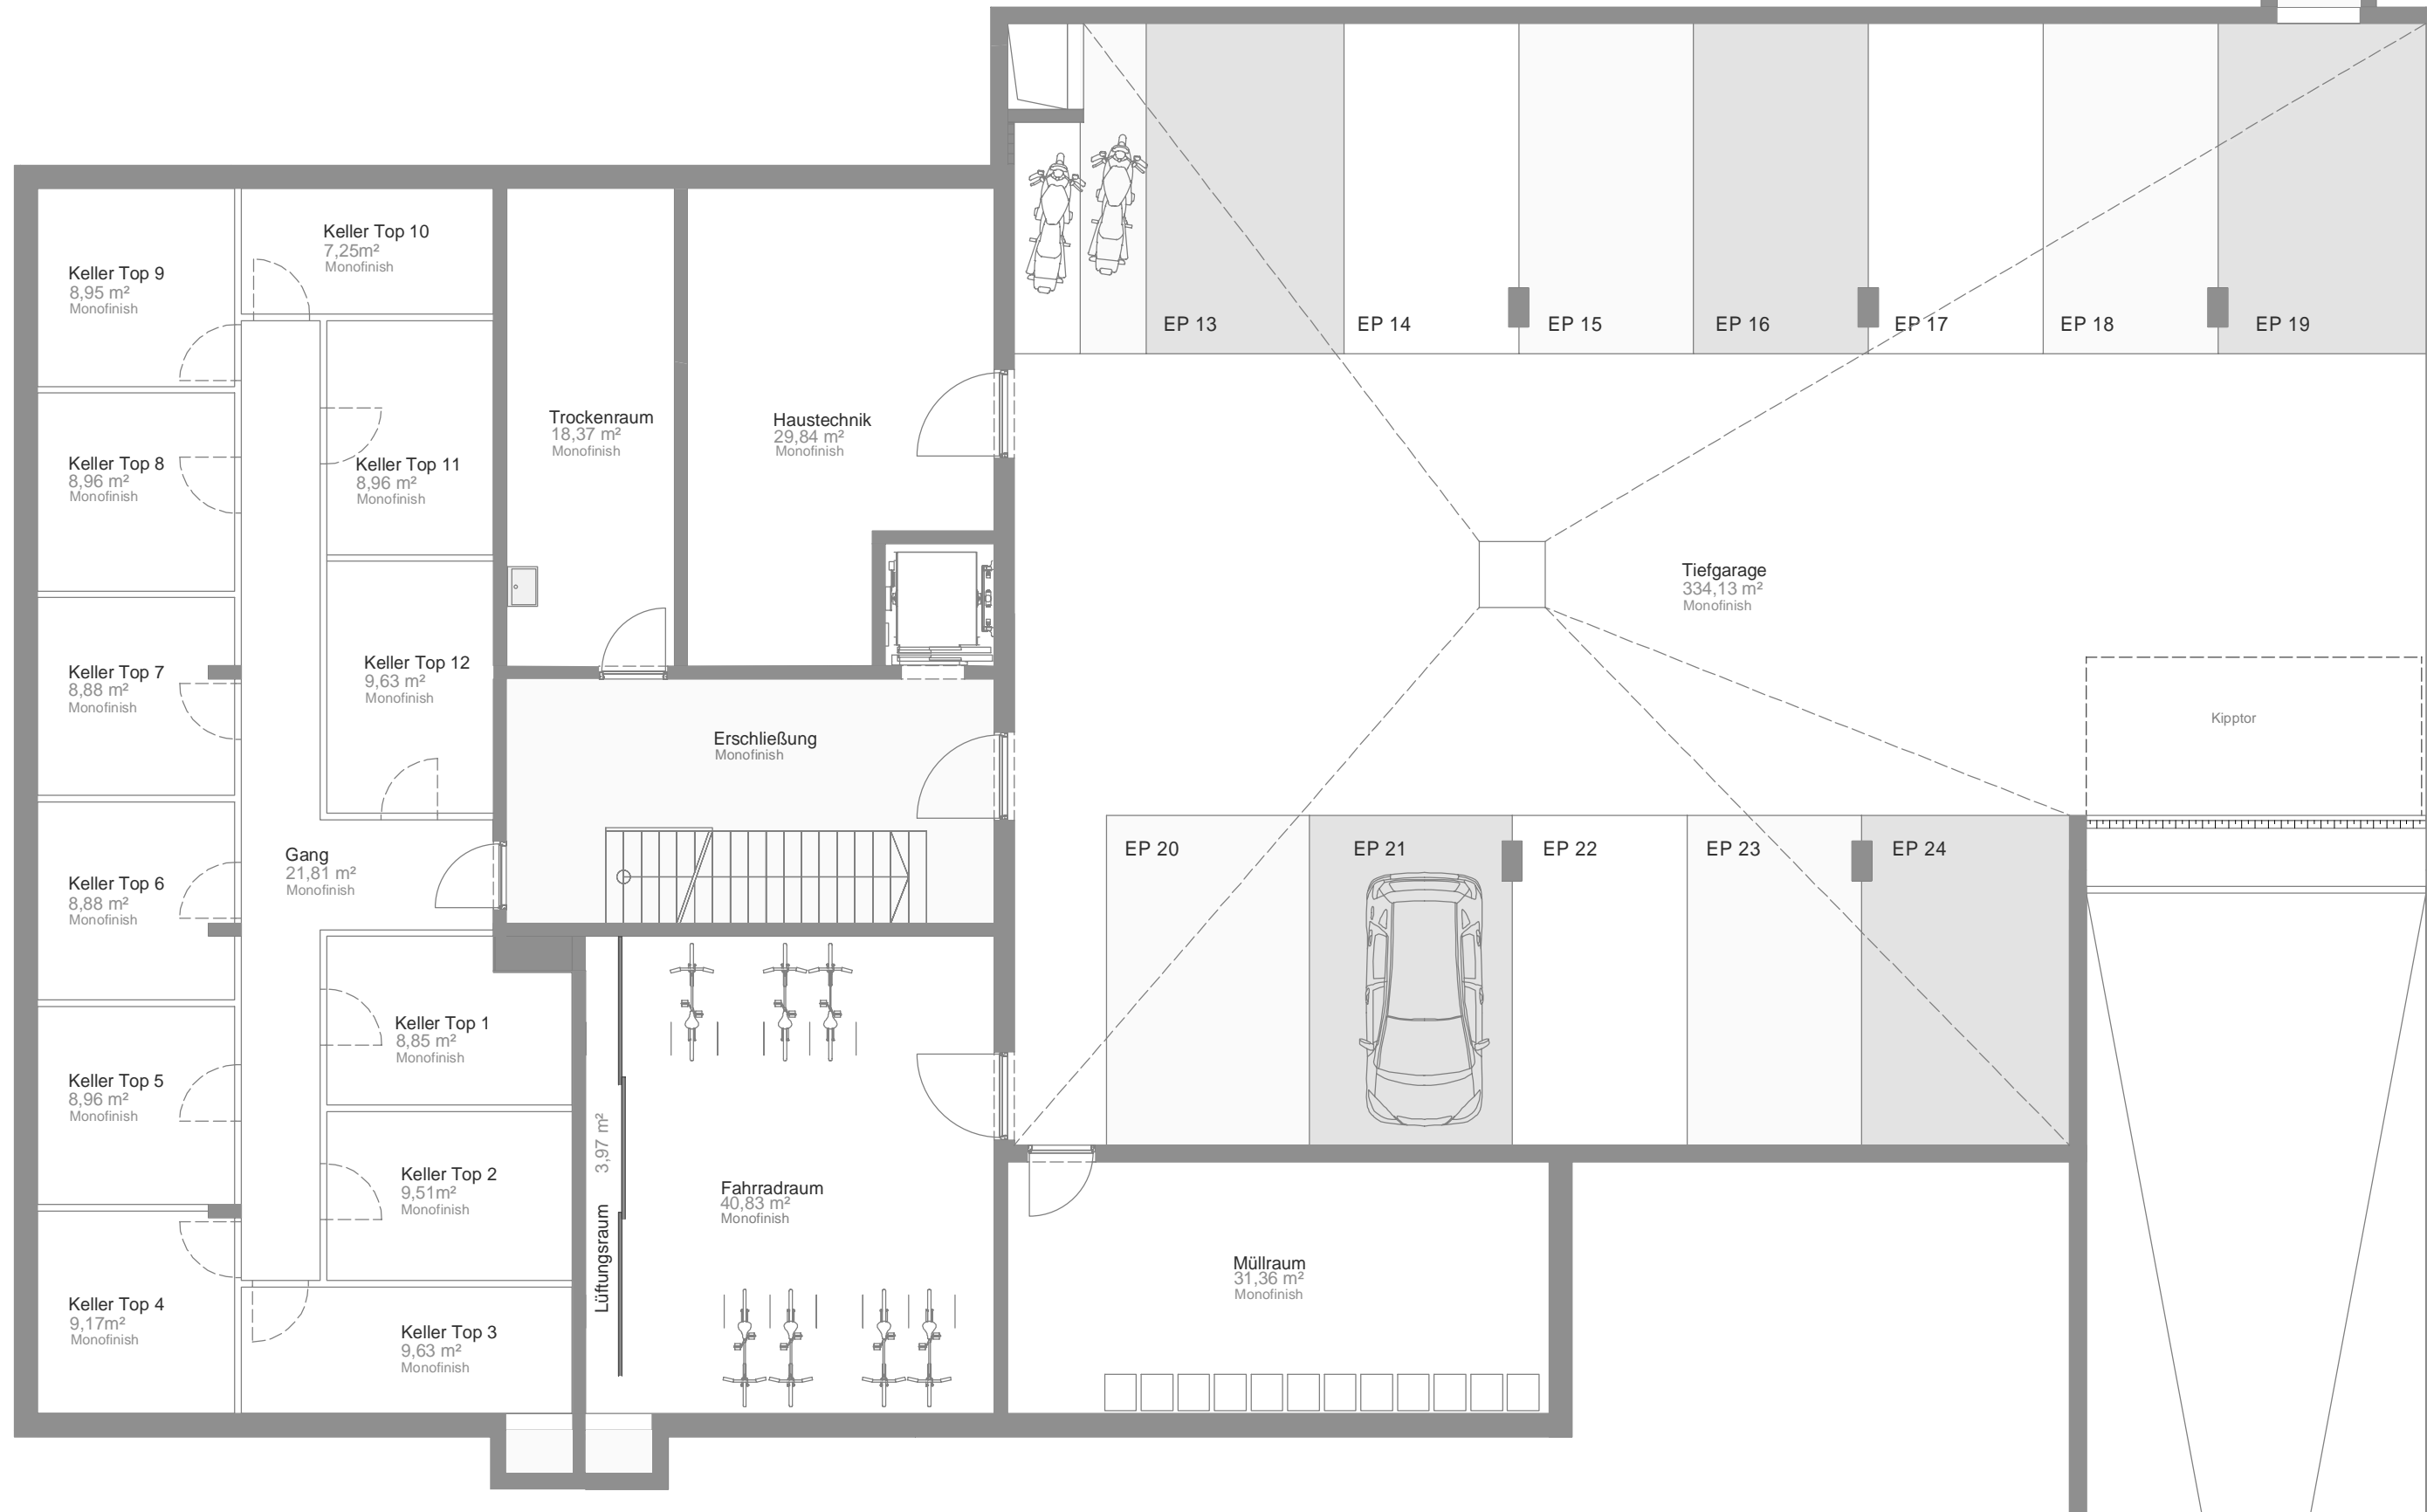 Keller Top 9
8,95 m²
Monofinish
Keller Top 10
7,25m²
Monofinish
Keller Top 8
8,96 m²
Monofinish
Keller Top 11
8,96 m²
Monofinish
Keller Top 7
8,88 m²
Monofinish
Keller Top 12
9,63 m²
Monofinish
Keller Top 6
8,88 m²
Monofinish
Gang
21,81 m²
Monofinish
Keller Top 5
8,96 m²
Monofinish
Keller Top 1
8,85 m²
Monofinish
Keller Top 2
9,51m²
Monofinish
Keller Top 4
9,17m²
Monofinish
Keller Top 3
9,63 m²
Monofinish
Trockenraum
18,37 m²
Monofinish
Haustechnik
29,84 m²
Monofinish
Erschließung
Monofinish
Lüftungsraum 3,97 m²
Fahrradraum
40,83 m²
Monofinish
EP 13
EP 14
EP 15
EP 16
EP 17
EP 18
EP 19
Tiefgarage
334,13 m²
Monofinish
Kipptor
EP 20
EP 21
EP 22
EP 23
EP 24
Müllraum
31,36 m²
Monofinish